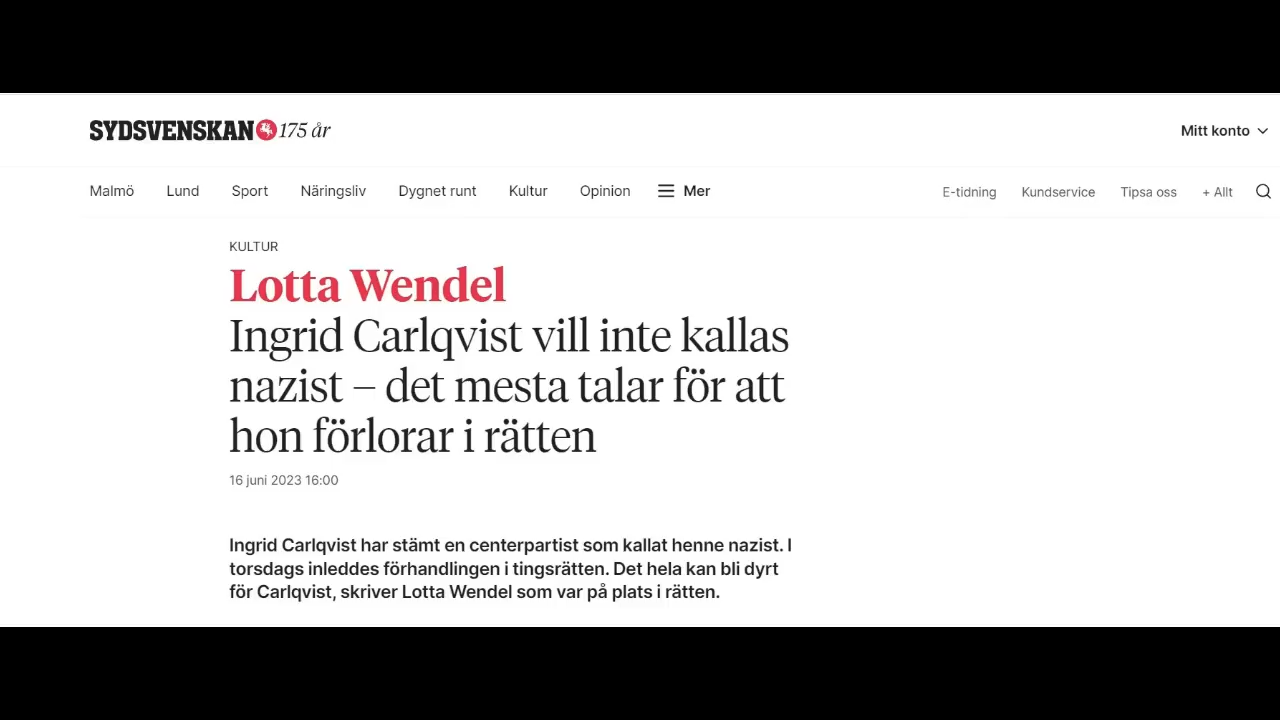 SYDSVENSKAN 175 år
Mitt konto
Malmö Lund Sport Näringsliv Dygnet runt Kultur Opinion Mer E-tidning Kundservice Tipsa oss + Allt
KULTUR
Lotta Wendel
Ingrid Carlqvist vill inte kallas
nazist – det mesta talar för att
hon förlorar i rätten
16 juni 2023 16:00
Ingrid Carlqvist har stämt en centerpartist som kallat henne nazist. I
torsdags inleddes förhandlingen i tingsrätten. Det hela kan bli dyrt
för Carlqvist, skriver Lotta Wendel som var på plats i rätten.